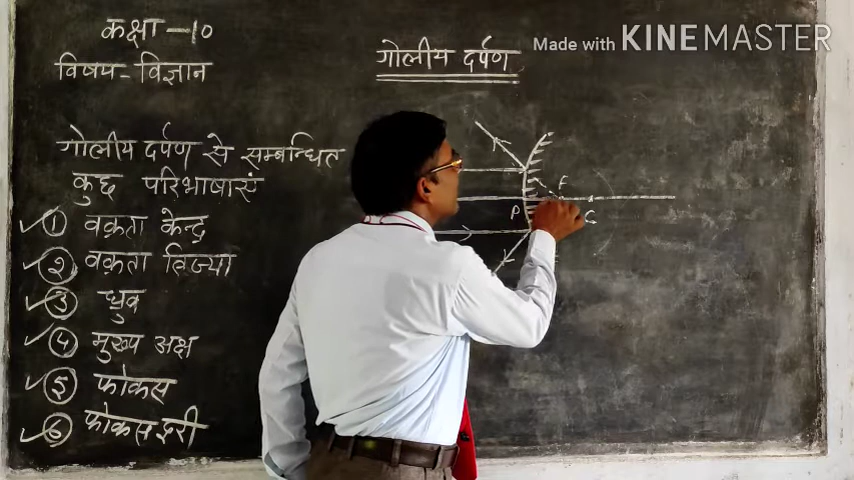 कक्षा - 10
विषय - विज्ञान
Made with KINEMASTER
गोलीय दर्पण
गोलीय दर्पण से सम्बन्धित
कुछ परिभाषाएं
1 वक्रता केन्द्र
2 वक्रता त्रिज्या
3 ध्रुव
4 मुख्य अक्ष
5 फोकस
6 फोकस दूरी
F
P
C